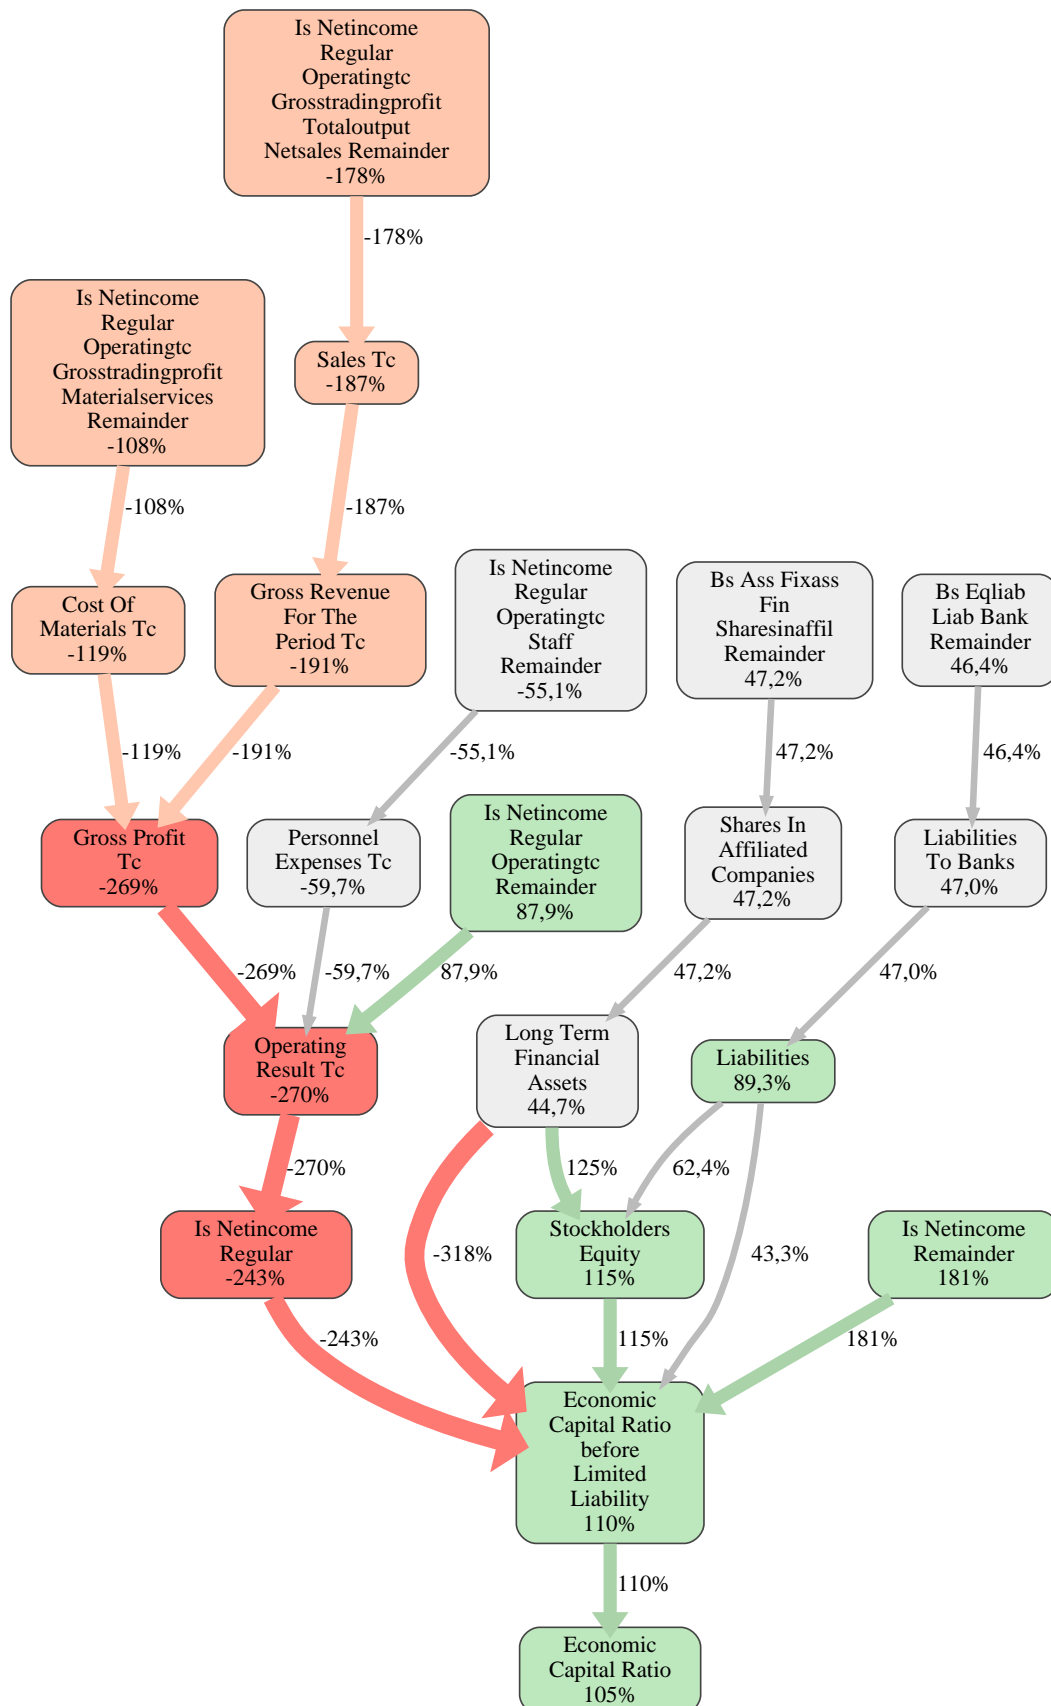 Is Netincome
Regular
Operatingtc
Grosstradingprofit
Totaloutput
Netsales Remainder
-178%
-178%
Is Netincome
Regular
Operatingtc
Grosstradingprofit
Materialservices
Remainder
-108%
Sales Tc
-187%
-108%
-187%
Cost Of
Materials Tc
-119%
Gross Revenue
For The
Period Tc
-191%
Is Netincome
Regular
Operatingtc
Staff
Remainder
-55,1%
Bs Ass Fixass
Fin
Sharesinaffil
Remainder
47,2%
Bs Eqliab
Liab Bank
Remainder
46,4%
-119%
-191%
-55,1%
47,2%
46,4%
Gross Profit
Tc
-269%
Personnel
Expenses Tc
-59,7%
Is Netincome
Regular
Operatingtc
Remainder
87,9%
Shares In
Affiliated
Companies
47,2%
Liabilities
To Banks
47,0%
-269%
-59,7%
87,9%
47,2%
47,0%
Operating
Result Tc
-270%
Long Term
Financial
Assets
44,7%
Liabilities
89,3%
-270%
125%
62,4%
Is Netincome
Regular
-243%
-318%
Stockholders
Equity
115%
43,3%
Is Netincome
Remainder
181%
-243%
115%
181%
Economic
Capital Ratio
before
Limited
Liability
110%
110%
Economic
Capital Ratio
105%